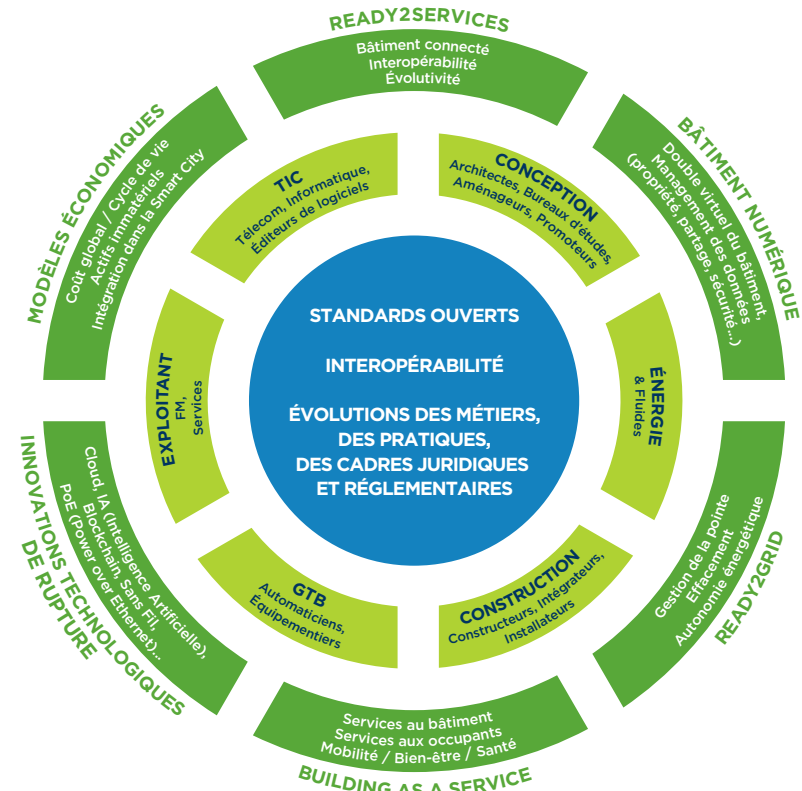 READY2SERVICES
Bâtiment connecté
Interopérabilité
Évolutivité
BÂTIMENT NUMÉRIQUE
Double virtuel du bâtiment,
Management des données
(propriété, partage, sécurité...)
READY2GRID
Gestion de la pointe
Effacement
Autonomie énergétique
BUILDING AS A SERVICE
Services au bâtiment
Services aux occupants
Mobilité / Bien-être / Santé
INNOVATIONS TECHNOLOGIQUES
DE RUPTURE
Cloud, IA (Intelligence Artificielle),
Blockchain, Sans Fil,
PoE (Power over Ethernet)...
MODÈLES ÉCONOMIQUES
Coût global / Cycle de vie
Actifs immatériels
Intégration dans la Smart City
TIC
Télecom, Informatique,
Éditeurs de logiciels
CONCEPTION
Architectes, Bureaux d'études,
Aménageurs, Promoteurs
ÉNERGIE
& Fluides
CONSTRUCTION
Constructeurs, Intégrateurs,
Installateurs
GTB
Automaticiens,
Équipementiers
EXPLOITANT
FM,
Services
STANDARDS OUVERTS
INTEROPÉRABILITÉ
ÉVOLUTIONS DES MÉTIERS,
DES PRATIQUES,
DES CADRES JURIDIQUES
ET RÉGLEMENTAIRES